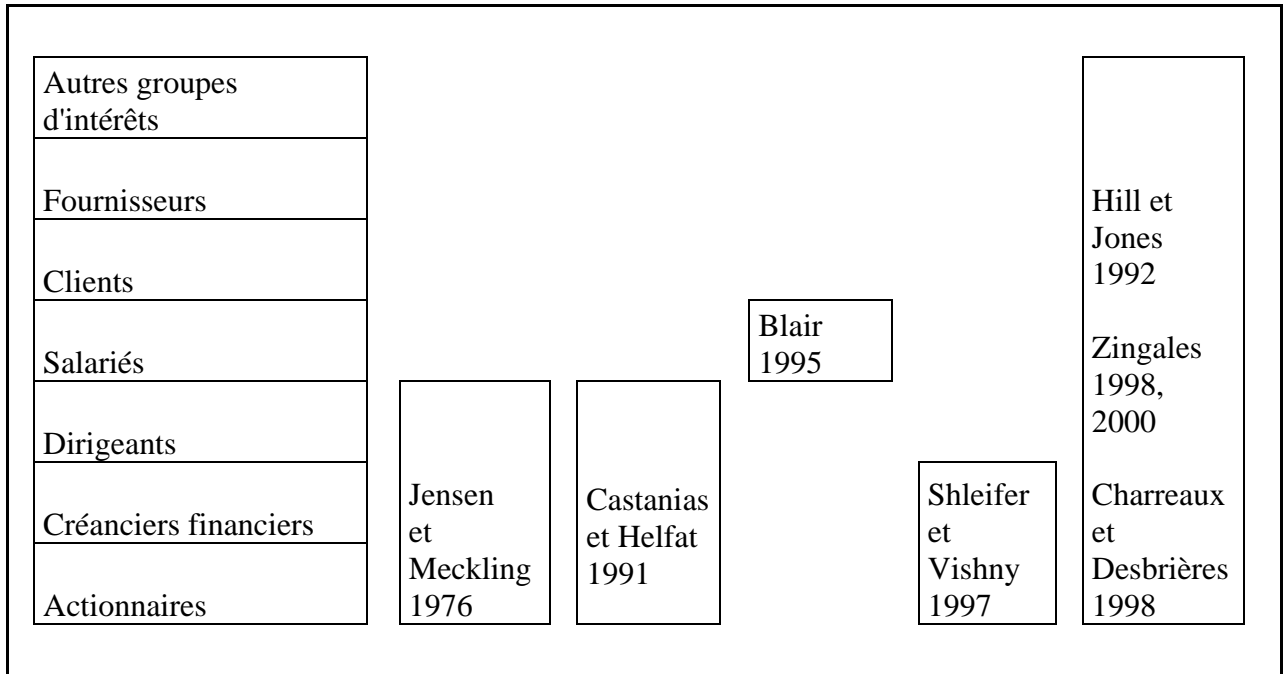 Autres groupes
d'intérêts
Fournisseurs
Clients
Salariés
Dirigeants
Créanciers financiers
Actionnaires
Jensen
et
Meckling
1976
Castanias
et Helfat
1991
Blair
1995
Shleifer
et
Vishny
1997
Hill et
Jones
1992
Zingales
1998,
2000
Charreaux
et
Desbrières
1998